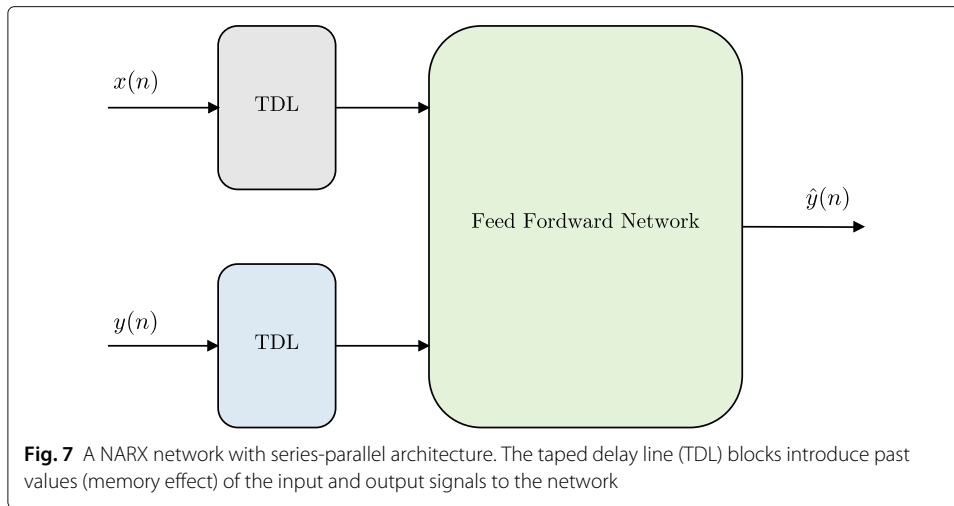 x(n)
TDL
ŷ(n)
Feed Fordward Network
y(n)
TDL
Fig. 7 A NARX network with series-parallel architecture. The taped delay line (TDL) blocks introduce past
values (memory effect) of the input and output signals to the network